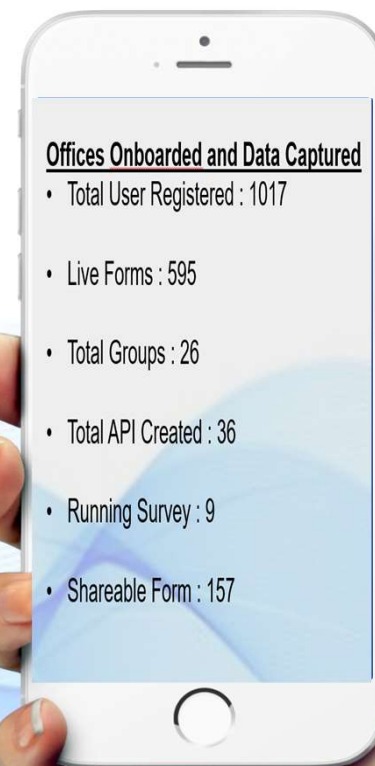 Offices Onboarded and Data Captured
• Total User Registered : 1017
• Live Forms : 595
• Total Groups : 26
• Total API Created : 36
• Running Survey : 9
• Shareable Form : 157